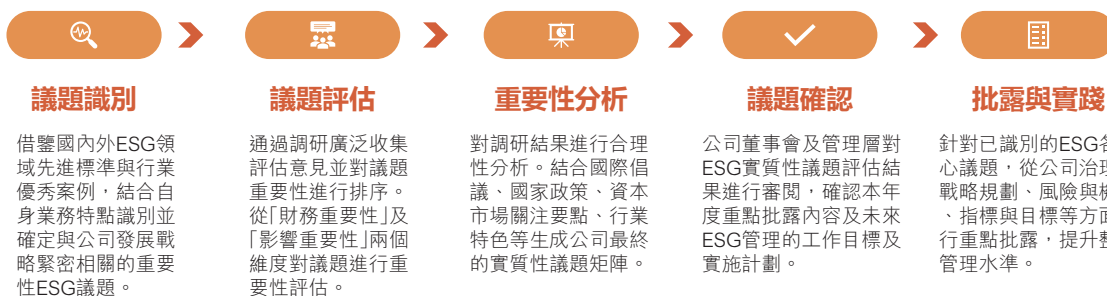 議題識別
借鑒國內外ESG領
域先進標準與行業
優秀案例，結合自
身業務特點識別並
確定與公司發展戰
略緊密相關的重要
性ESG議題。
議題評估
通過調研廣泛收集
評估意見並對議題
重要性進行排序。
從｢財務重要性｣及
｢影響重要性｣兩個
維度對議題進行重
要性評估。
重要性分析
對調研結果進行合理
性分析。結合國際倡
議、國家政策、資本
市場關注要點、行業
特色等生成公司最終
的實質性議題矩陣。
議題確認
公司董事會及管理層對
ESG實質性議題評估結
果進行審閱，確認本年
度重點批露內容及未來
ESG管理的工作目標及
實施計劃。
批露與實踐
針對已識別的ESG
心議題，從公司治理
戰略規劃、風險與
、指標與目標等方面
行重點批露，提升
管理水準。